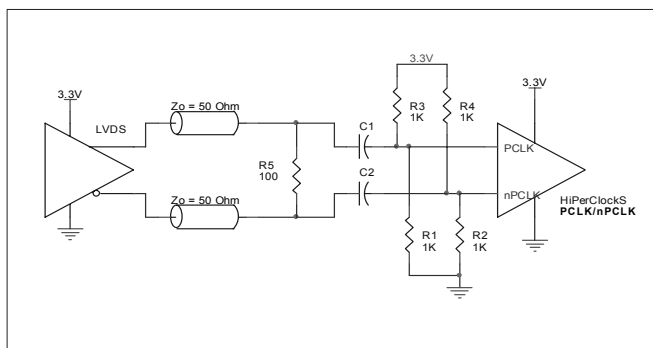 3.3V
3.3V
3.3V
Zo = 50 Ohm
LVDS
C1
R3
1K
R4
1K
PCLK
R5
100
Zo = 50 Ohm
C2
nPCLK
HiPerClockS
PCLK/nPCLK
R1
1K
R2
1K